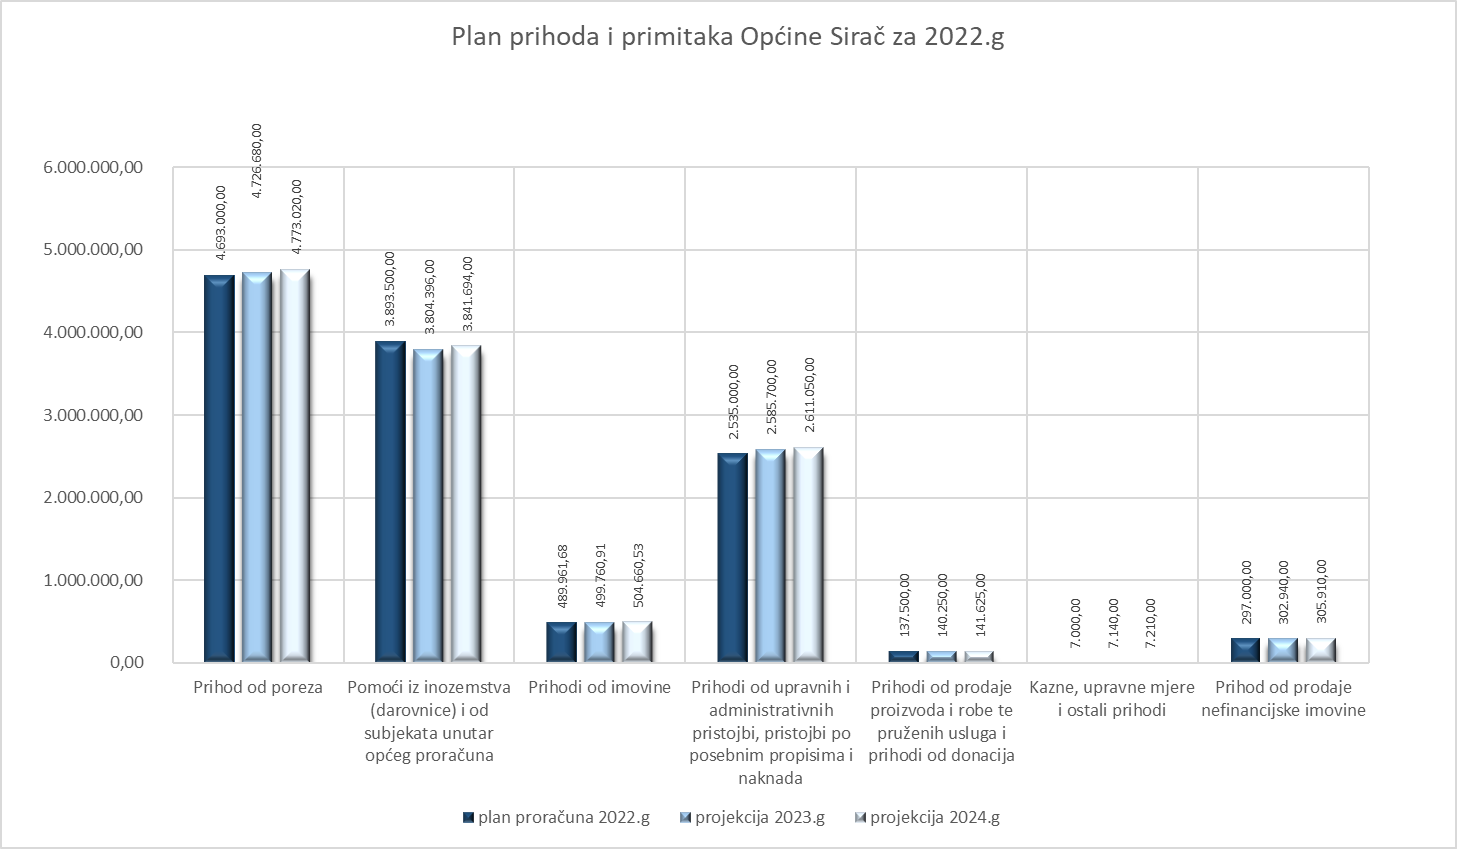 Plan prihoda i primitaka Općine Sirač za 2022.g
6.000.000,00
5.000.000,00
4.000.000,00
3.000.000,00
2.000.000,00
1.000.000,00
0,00
4.693.000,00
4.726.680,00
4.773.020,00
3.893.500,00
3.804.396,00
3.841.694,00
489.961,68
499.760,91
504.660,53
2.535.000,00
2.585.700,00
2.611.050,00
137.500,00
140.250,00
141.625,00
7.000,00
7.140,00
7.210,00
297.000,00
302.940,00
305.910,00
Prihod od poreza
Pomoći iz inozemstva
(darovnice) i od
subjekata unutar
općeg proračuna
Prihodi od imovine
Prihodi od upravnih i
administrativnih
pristojbi, pristojbi po
posebnim propisima i
naknada
Prihodi od prodaje
proizvoda i robe te
pruženih usluga i
prihodi od donacija
Kazne, upravne mjere
i ostali prihodi
Prihod od prodaje
nefinancijske imovine
plan proračuna 2022.g
projekcija 2023.g
projekcija 2024.g